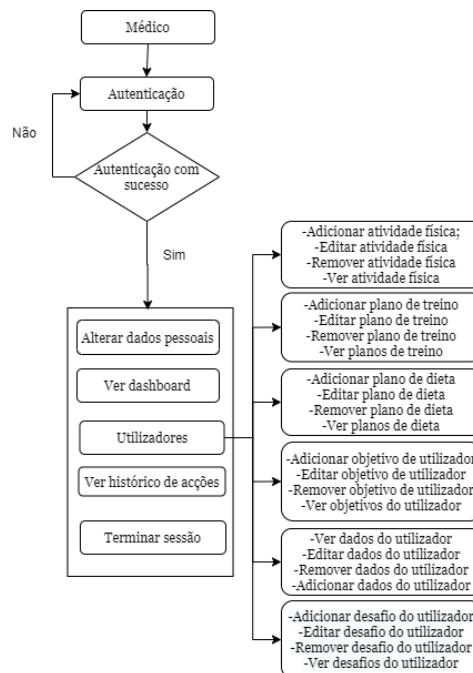 Médico
Autenticação
Não
Autenticação com
sucesso
Sim
Alterar dados pessoais
Ver dashboard
Utilizadores
Ver histórico de acções
Terminar sessão
-Adicionar atividade física;
-Editar atividade física
-Remover atividade física
-Ver atividade física
-Adicionar plano de treino
-Editar plano de treino
-Remover plano de treino
-Ver planos de treino
-Adicionar plano de dieta
-Editar plano de dieta
-Remover plano de dieta
-Ver planos de dieta
-Adicionar objetivo de utilizador
-Editar objetivo de utilizador
-Remover objetivo de utilizador
-Ver objetivos do utilizador
-Ver dados do utilizador
-Editar dados do utilizador
-Remover dados do utilizador
-Adicionar dados do utilizador
-Adicionar desafio do utilizador
-Editar desafio do utilizador
-Remover desafio do utilizador
-Ver desafios do utilizador